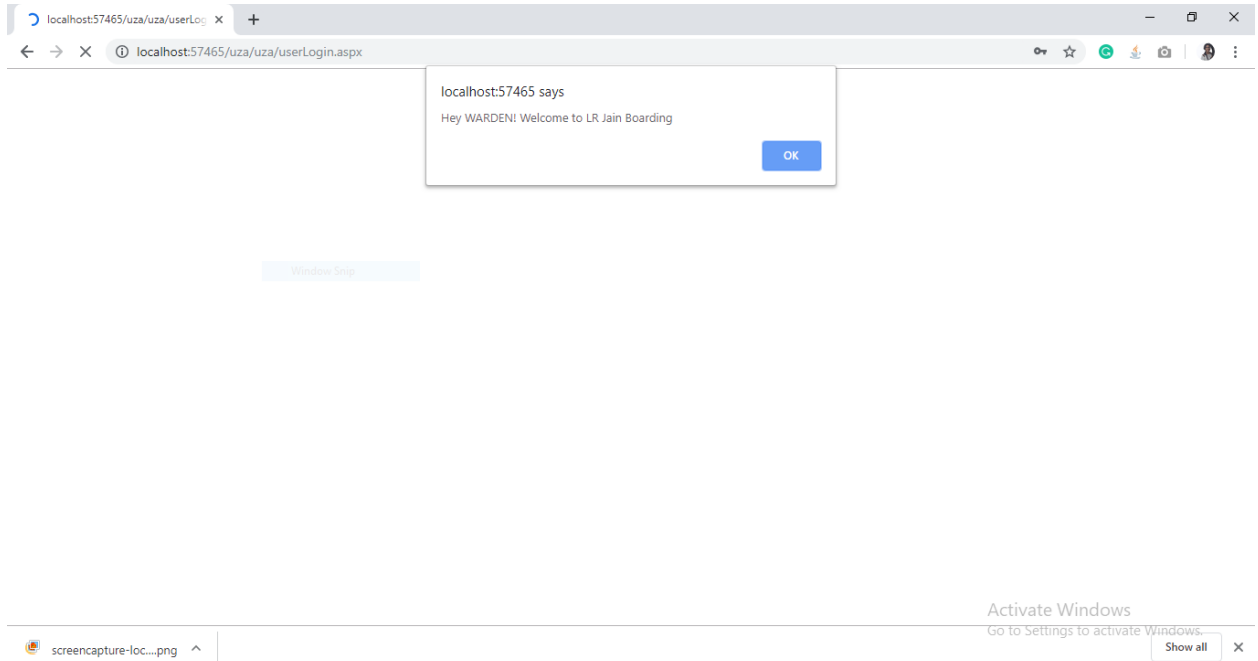 localhost:57465/uza/uza/userLog
localhost:57465/uza/uza/userLogin.aspx
localhost:57465 says
Hey WARDEN! Welcome to LR Jain Boarding
OK
Window Snip
Activate Windows
Go to Settings to activate Windows.
screencapture-loc....png
Show all